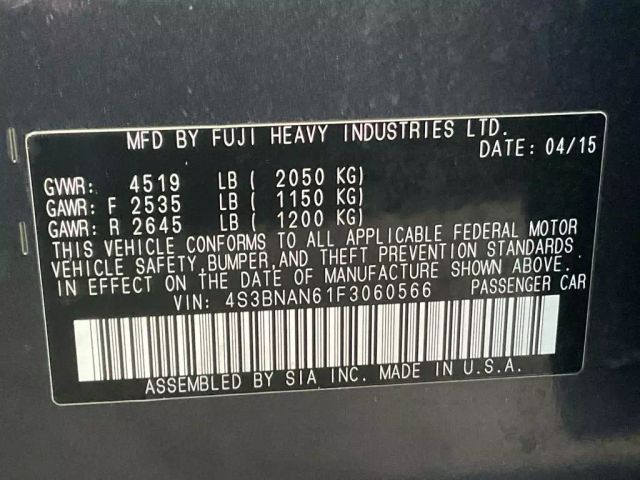 MFD BY FUJI HEAVY INDUSTRIES LTD.
DATE: 04/15
GVWR: 4519 LB ( 2050 KG)
GAWR: F 2535 LB ( 1150 KG)
GAWR: R 2645 LB ( 1200 KG)
THIS VEHICLE CONFORMS TO ALL APPLICABLE FEDERAL MOTOR
VEHICLE SAFETY,BUMPER,AND THEFT PREVENTION STANDARDS
IN EFFECT ON THE DATE OF MANUFACTURE SHOWN ABOVE.
VIN: 4S3BNAN61F3060566 PASSENGER CAR
ASSEMBLED BY SIA INC. MADE IN U.S.A.